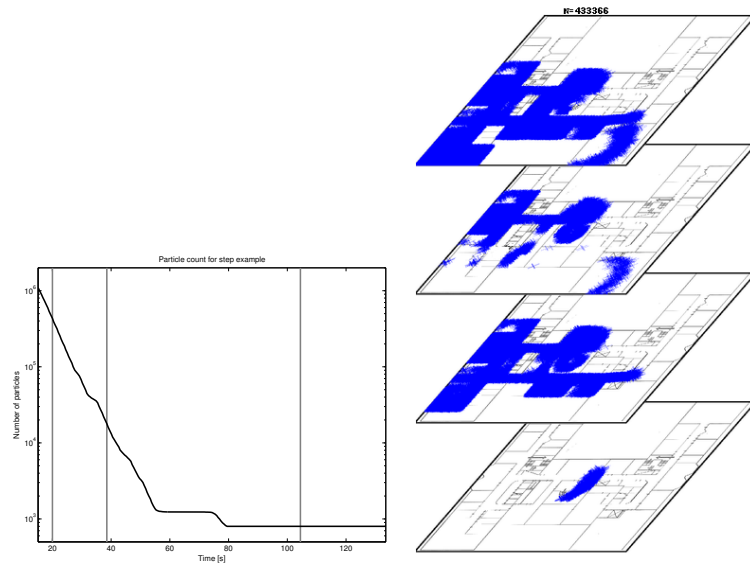 N=433366
Particle count for step example
10^6
10^5
10^4
10^3
Number of particles
20 40 60 80 100 120
Time [s]